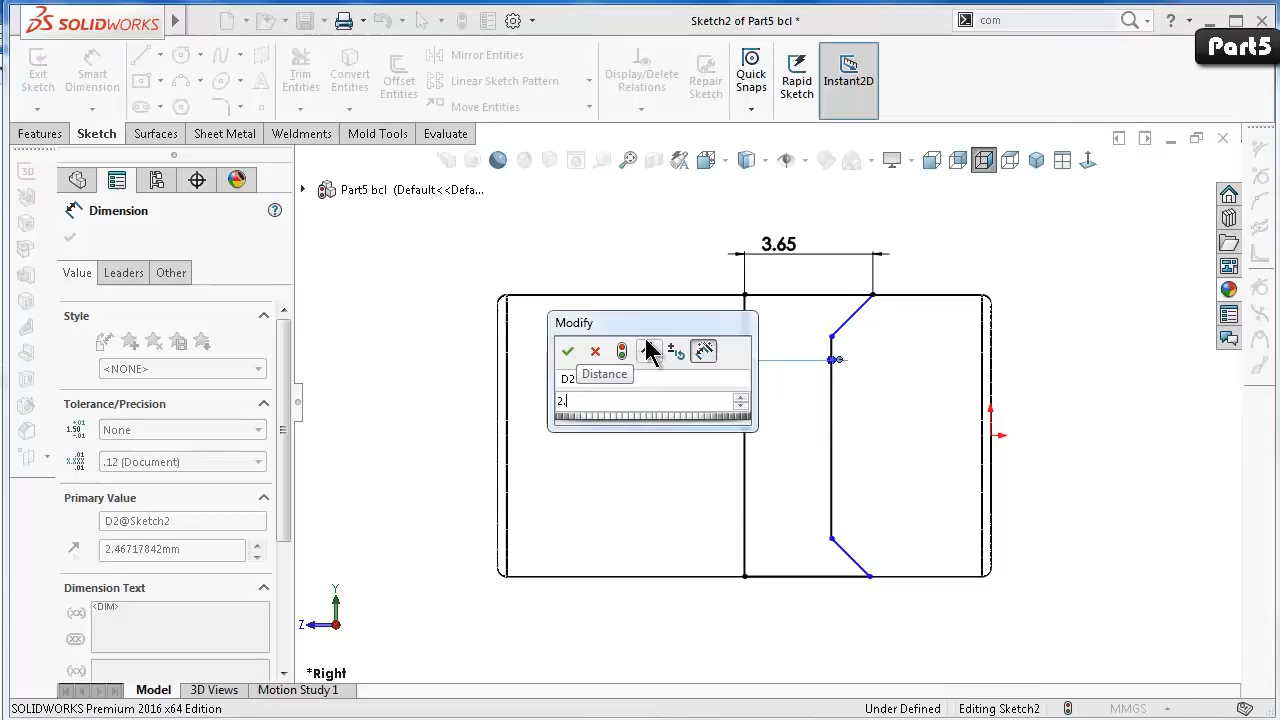 SOLIDWORKS
Sketch2 of Part5 bcl *
com
?
Part5
Exit Sketch
Smart Dimension
Trim Entities
Convert Entities
Offset Entities
Mirror Entities
Linear Sketch Pattern
Move Entities
Display/Delete Relations
Repair Sketch
Quick Snaps
Rapid Sketch
Instant2D
Features
Sketch
Surfaces
Sheet Metal
Weldments
Mold Tools
Evaluate
Part5 bcl (Default<<Defa...
Dimension
?
Value
Leaders
Other
Style
<NONE>
Tolerance/Precision
None
.12 (Document)
Primary Value
D2@Sketch2
2.46717842mm
Dimension Text
<DIM>
3.65
Modify
Distance
D2
2.
Y
Z
*Right
Model
3D Views
Motion Study 1
SOLIDWORKS Premium 2016 x64 Edition
Under Defined
Editing Sketch2
MMGS